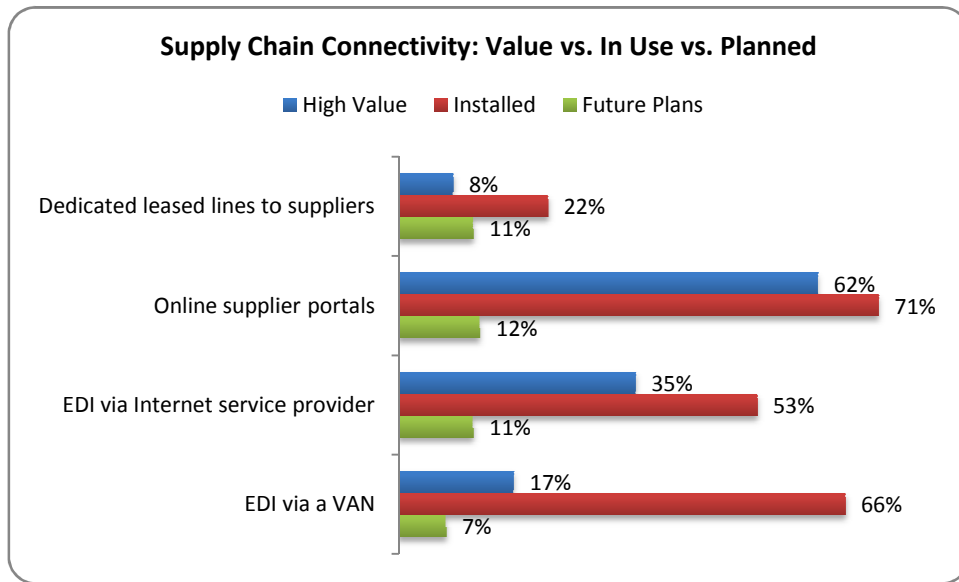 Supply Chain Connectivity: Value vs. In Use vs. Planned
High Value Installed Future Plans
Dedicated leased lines to suppliers
8%
22%
11%
Online supplier portals
62%
71%
12%
EDI via Internet service provider
35%
53%
11%
EDI via a VAN
17%
66%
7%